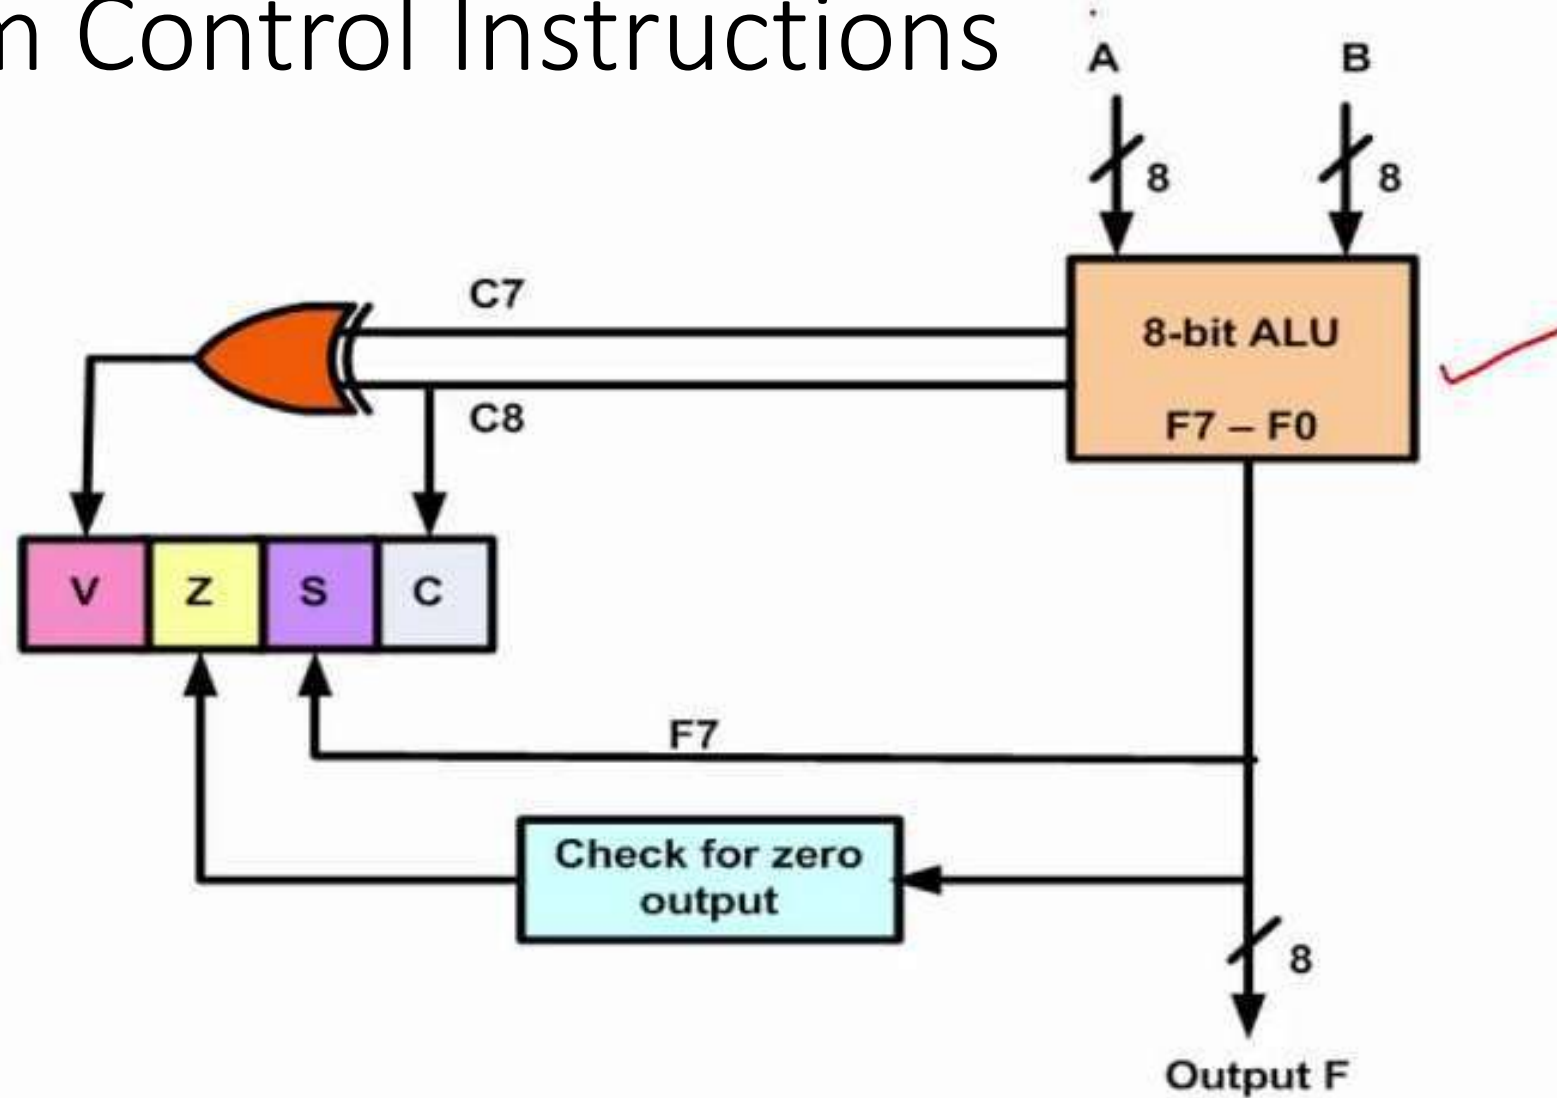 m Control Instructions
A
B
8
8
C7
8-bit ALU
C8
F7 – F0
V
Z
S
C
F7
Check for zero
output
8
Output F